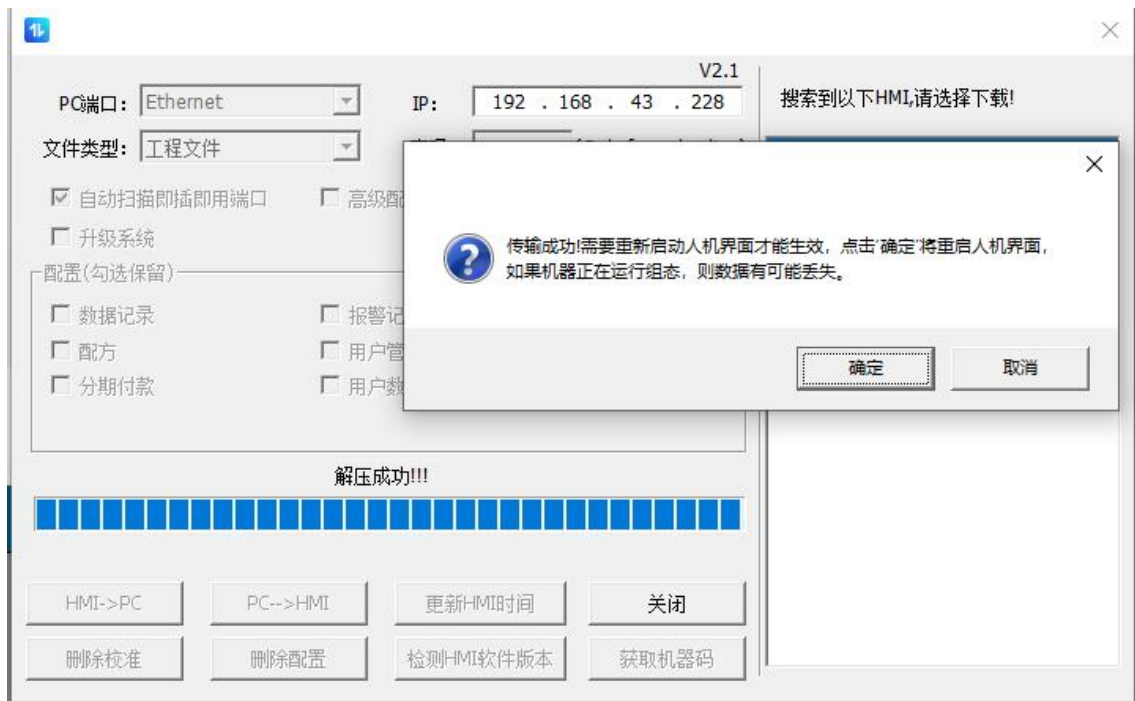 V2.1
PC端口:
Ethernet
IP:
192 . 168 . 43 . 228
搜索到以下HMI,请选择下载!
文件类型:
工程文件
自动扫描即插即用端口
高级配
升级系统
传输成功!需要重新启动人机界面才能生效，点击'确定'将重启人机界面，
如果机器正在运行组态，则数据有可能丢失。
确定
取消
配置(勾选保留)
数据记录
报警记
配方
用户管
分期付款
用户数
解压成功!!!
HMI->PC
PC-->HMI
更新HMI时间
关闭
删除校准
删除配置
检测HMI软件版本
获取机器码